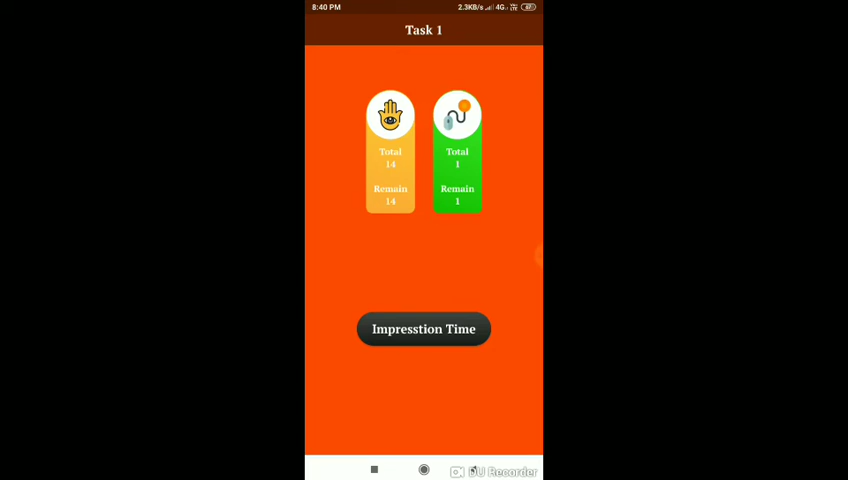 8:40 PM 2.3KB/s 4G 67
Task 1
Total Total
14 1
Remain Remain
14 1
Impresstion Time
DU Recorder